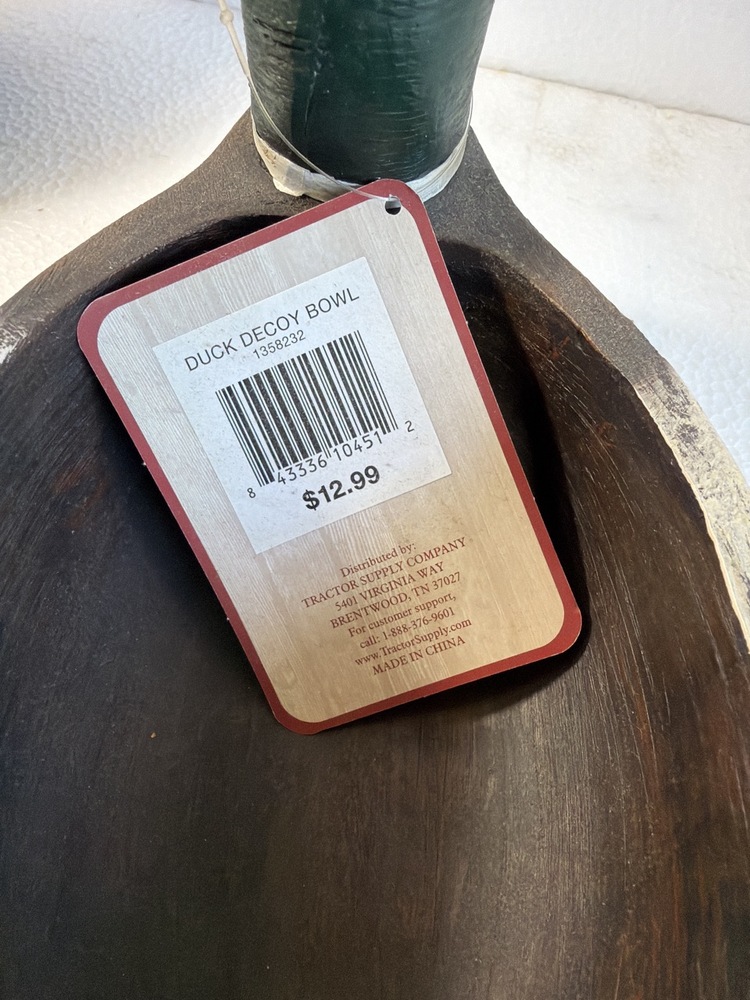 DUCK DECOY BOWL
1358232
8 43336 10451 2
$12.99
Distributed by:
TRACTOR SUPPLY COMPANY
5401 VIRGINIA WAY
BRENTWOOD, TN 37027
For customer support,
call: 1-888-376-9601
www.TractorSupply.com
MADE IN CHINA